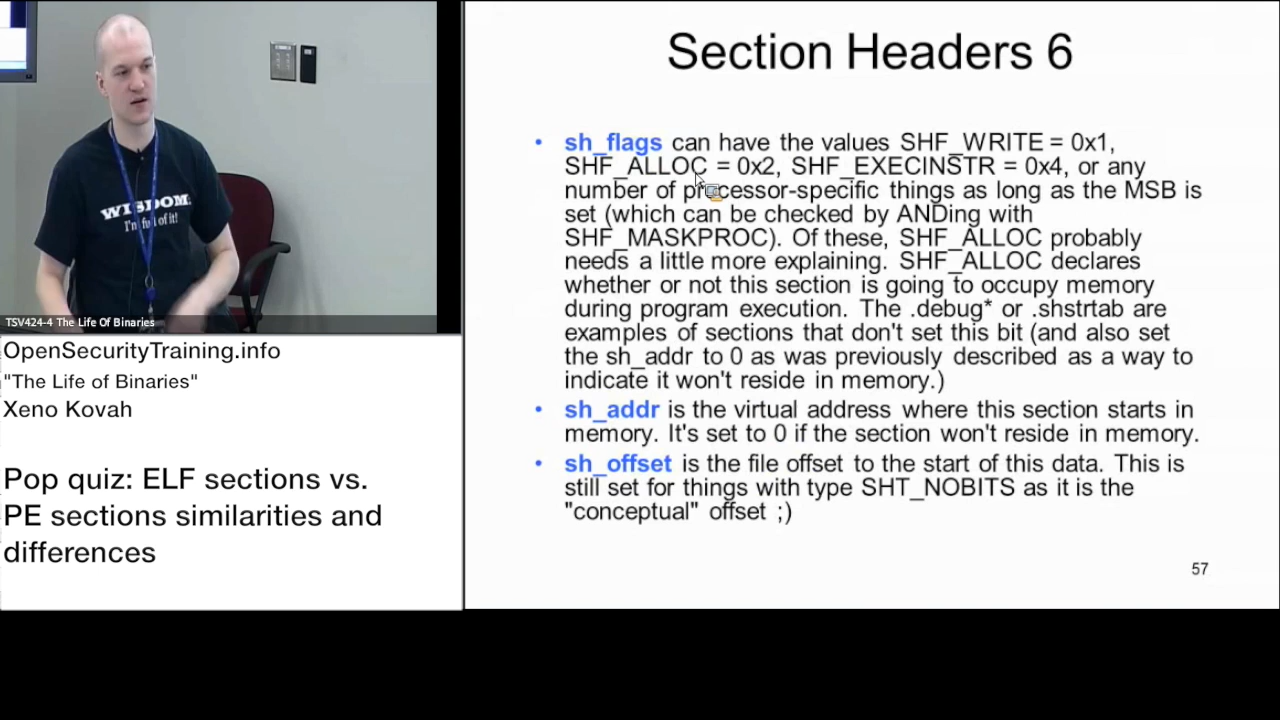 WISDOM:
I'm full of it!
TSV424-4 The Life Of Binaries
OpenSecurityTraining.info
"The Life of Binaries"
Xeno Kovah
Pop quiz: ELF sections vs.
PE sections similarities and
differences
Section Headers 6
• sh_flags can have the values SHF_WRITE = 0x1,
SHF_ALLOC = 0x2, SHF_EXECINSTR = 0x4, or any
number of processor-specific things as long as the MSB is
set (which can be checked by ANDing with
SHF_MASKPROC). Of these, SHF_ALLOC probably
needs a little more explaining. SHF_ALLOC declares
whether or not this section is going to occupy memory
during program execution. The .debug* or .shstrtab are
examples of sections that don't set this bit (and also set
the sh_addr to 0 as was previously described as a way to
indicate it won't reside in memory.)
• sh_addr is the virtual address where this section starts in
memory. It's set to 0 if the section won't reside in memory.
• sh_offset is the file offset to the start of this data. This is
still set for things with type SHT_NOBITS as it is the
"conceptual" offset ;)
57